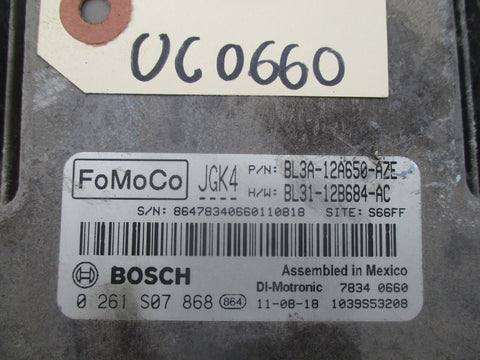 UC0660
FoMoCo
JGK4
P/N: BL3A-12A650-AZE
H/W: BL31-12B684-AC
S/N: 86478340660110818 SITE: S66FF
BOSCH
Assembled in Mexico
DI-Motronic 7834 0660
0 261 S07 868 864 11-08-18 1039S53208